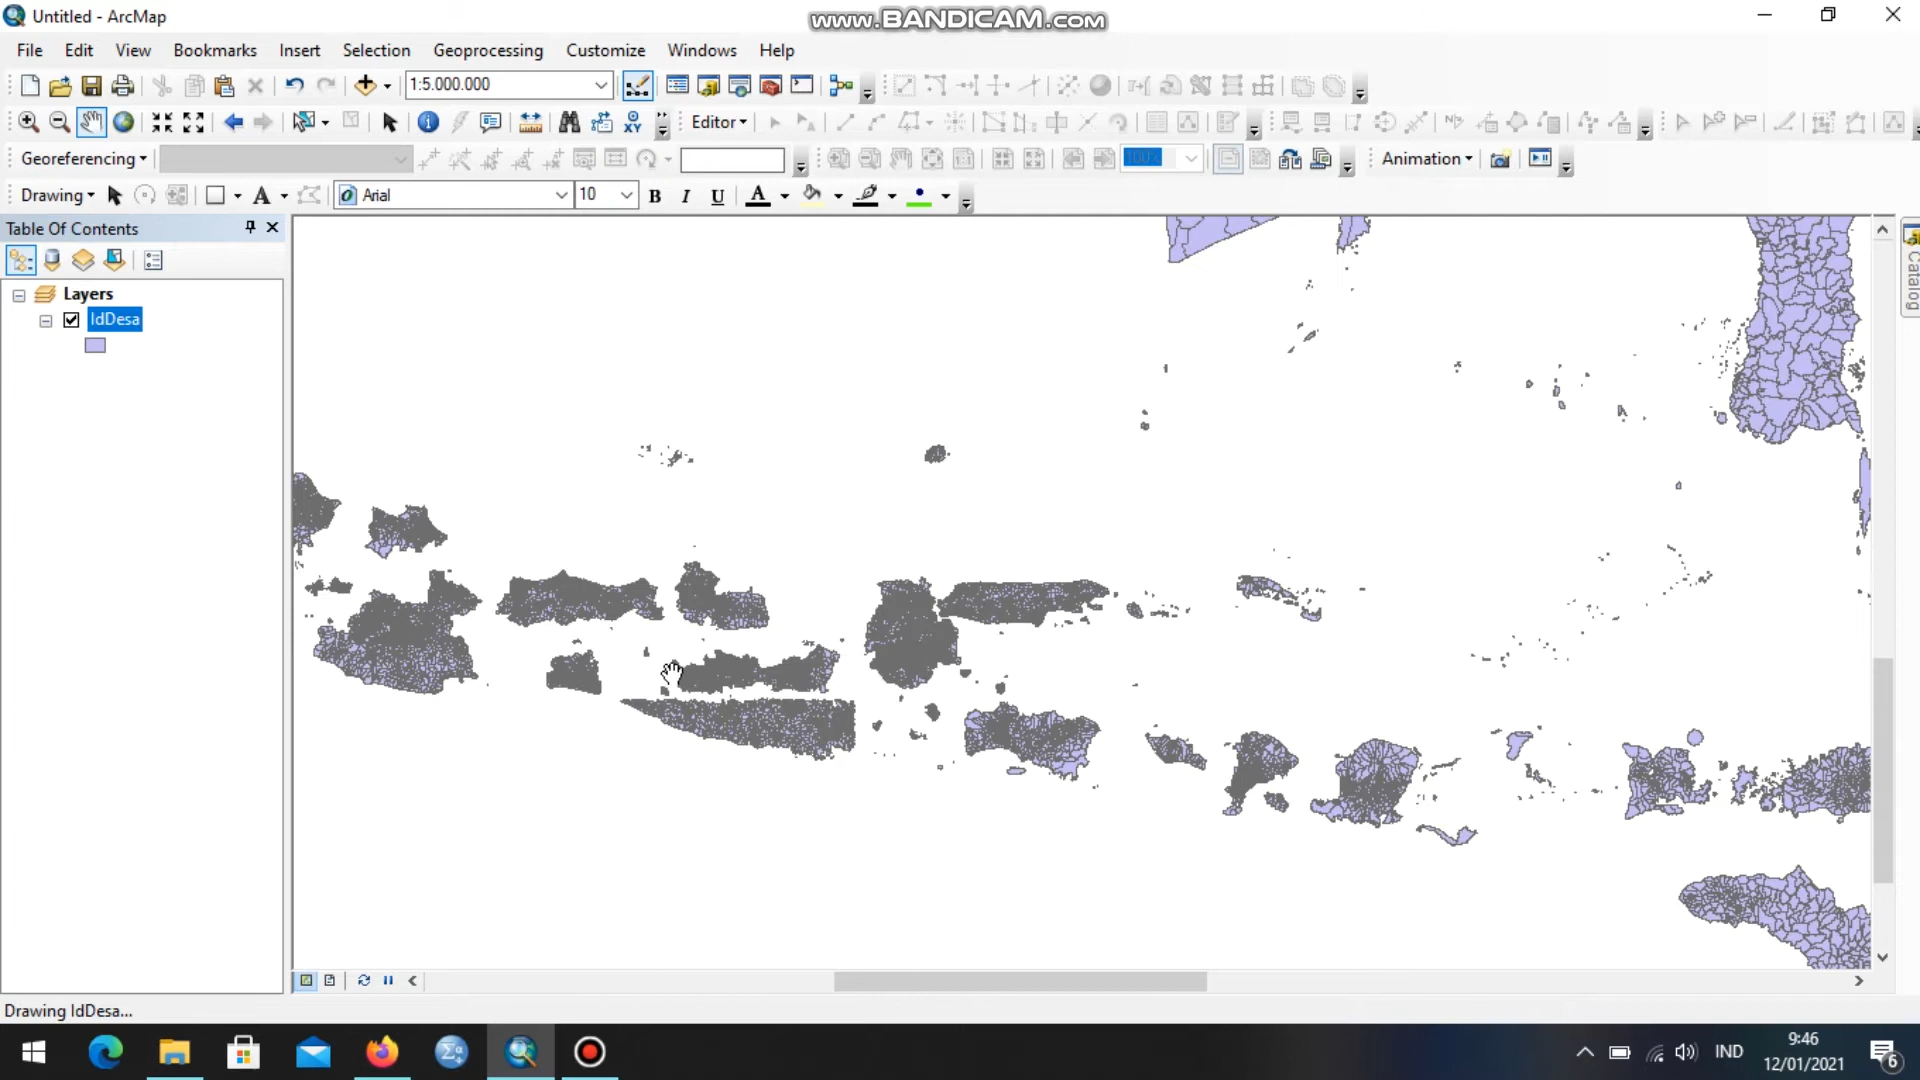 Untitled - ArcMap
www.BANDICAM.com
File Edit View Bookmarks Insert Selection Geoprocessing Customize Windows Help
1:5.000.000
Editor
Georeferencing
100%
Animation
Drawing
A
Arial
10
B I U A
Table Of Contents
Catalog
Layers
IdDesa
Drawing IdDesa...
IND
9:46
12/01/2021
6